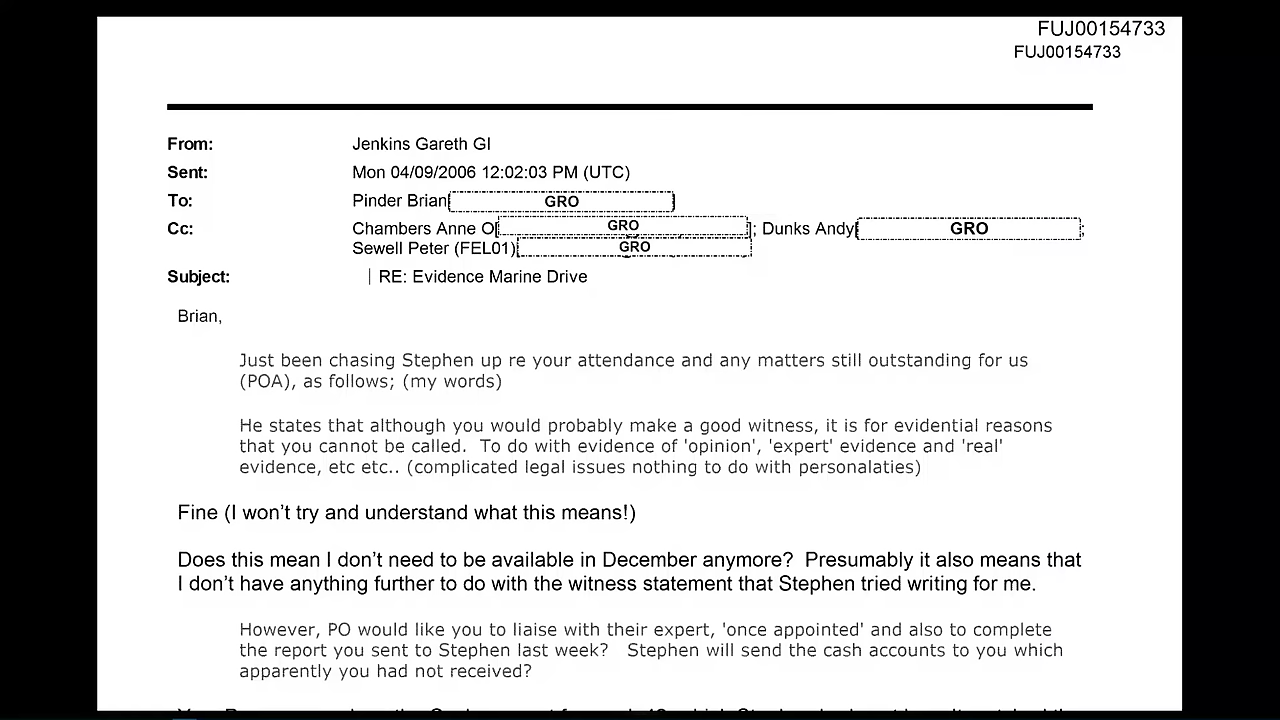 FUJ00154733
FUJ00154733
From: Jenkins Gareth GI
Sent: Mon 04/09/2006 12:02:03 PM (UTC)
To: Pinder Brian[ GRO ]
Cc: Chambers Anne O[ GRO ]; Dunks Andy[ GRO ];
Sewell Peter (FEL01)[ GRO ]
Subject: RE: Evidence Marine Drive
Brian,
Just been chasing Stephen up re your attendance and any matters still outstanding for us
(POA), as follows; (my words)
He states that although you would probably make a good witness, it is for evidential reasons
that you cannot be called. To do with evidence of 'opinion', 'expert' evidence and 'real'
evidence, etc etc.. (complicated legal issues nothing to do with personalaties)
Fine (I won't try and understand what this means!)
Does this mean I don't need to be available in December anymore? Presumably it also means that
I don't have anything further to do with the witness statement that Stephen tried writing for me.
However, PO would like you to liaise with their expert, 'once appointed' and also to complete
the report you sent to Stephen last week? Stephen will send the cash accounts to you which
apparently you had not received?